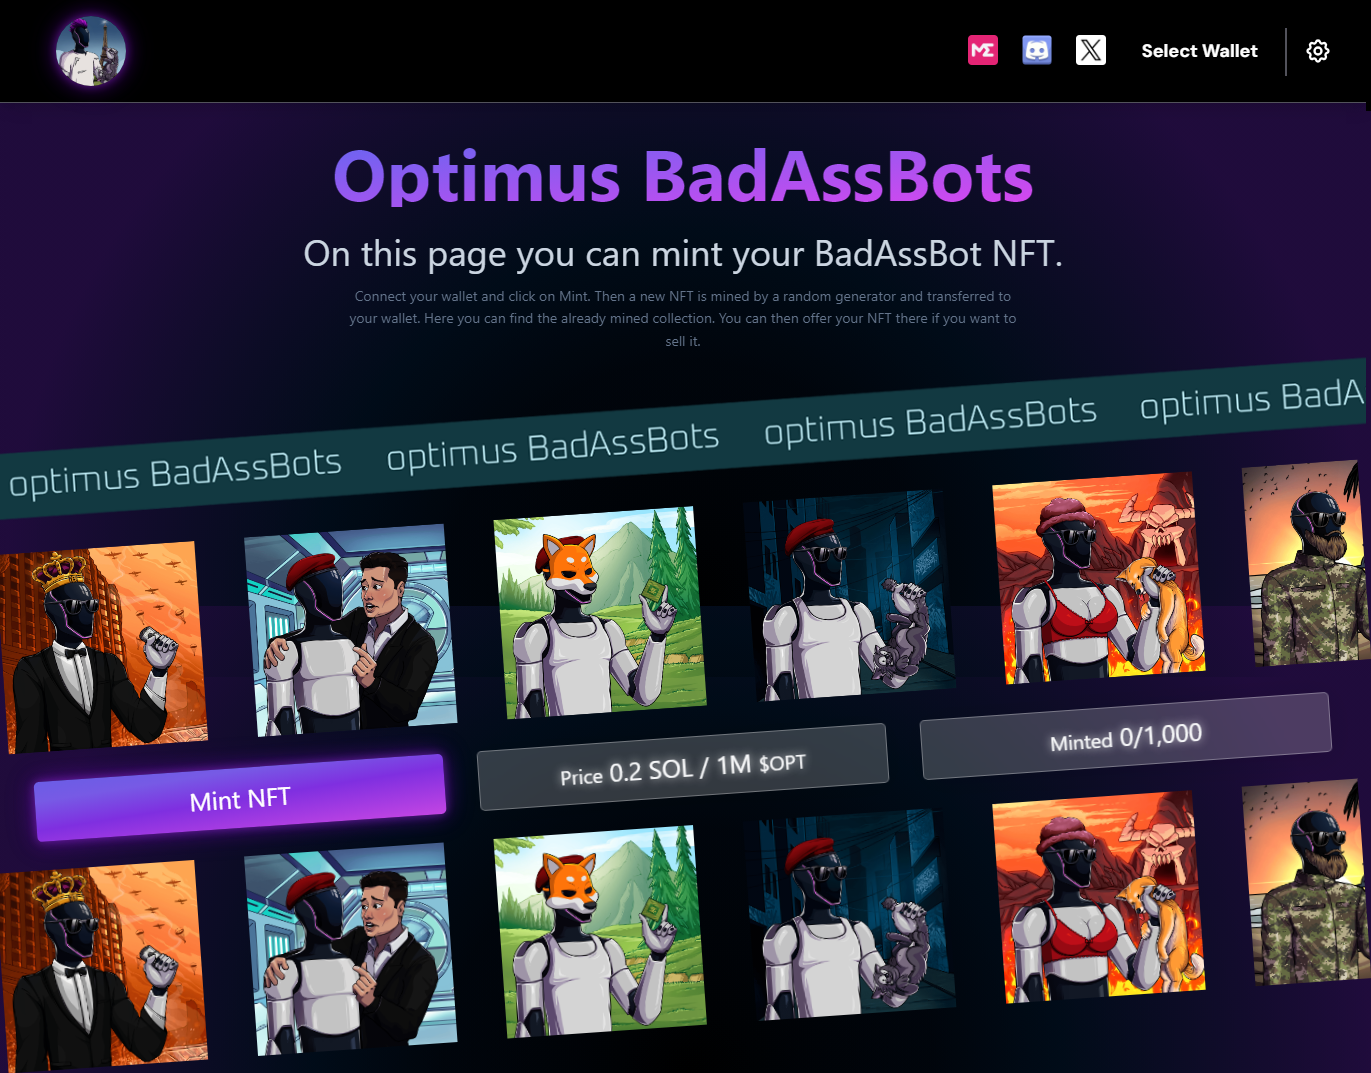 Select Wallet
Optimus BadAssBots
On this page you can mint your BadAssBot NFT.
Connect your wallet and click on Mint. Then a new NFT is mined by a random generator and transferred to
your wallet. Here you can find the already mined collection. You can then offer your NFT there if you want to
sell it.
optimus BadAssBots optimus BadAssBots optimus BadAssBots optimus BadA
Mint NFT
Price 0.2 SOL / 1M $OPT
Minted 0/1,000